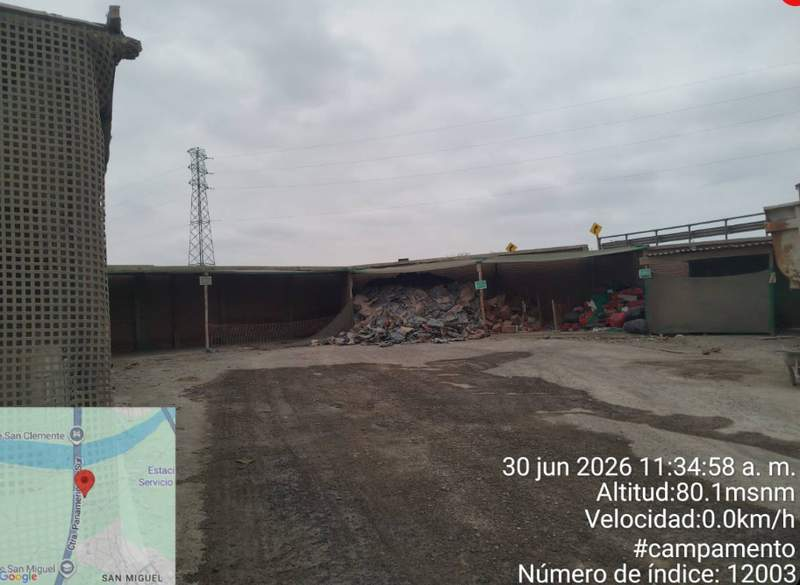 30 jun 2026 11:34:58 a. m.
Altitud:80.1msnm
Velocidad:0.0km/h
#campamento
Número de índice: 12003
e San Clemente
Estaci
Servicio
Ctra. Panamericana Sur
e San Miguel
SAN MIGUEL
Google